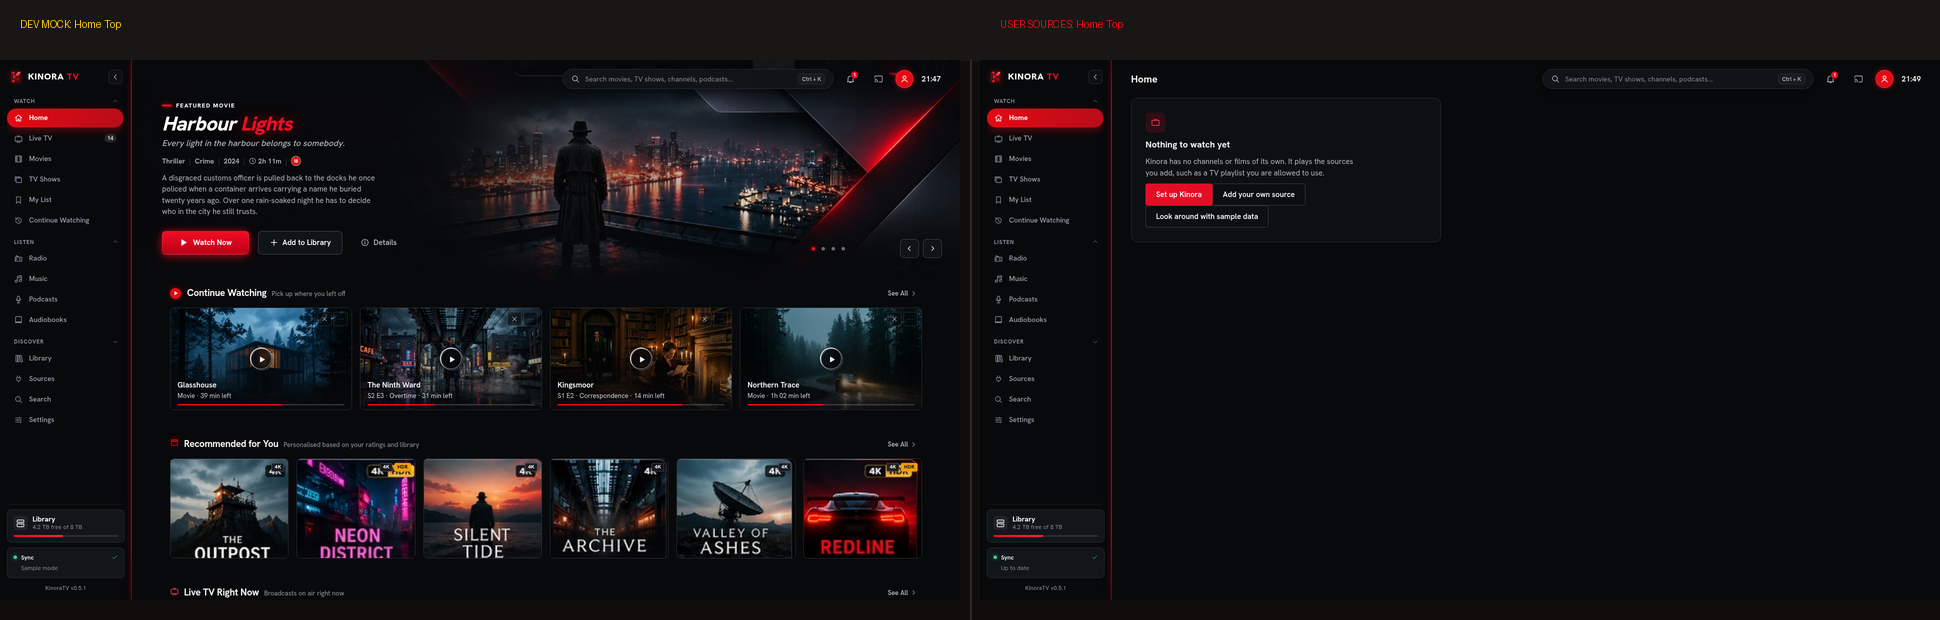 DEV MOCK: Home Top
USER SOURCES: Home Top
KINORA TV
WATCH
Home
Live TV
14
Movies
TV Shows
My List
Continue Watching
LISTEN
Radio
Music
Podcasts
Audiobooks
DISCOVER
Library
Sources
Search
Settings
Library
4.2 TB free of 8 TB
Sync
Sample mode
KinoraTV v0.5.1
Search movies, TV shows, channels, podcasts...
Ctrl + K
21:47
FEATURED MOVIE
Harbour Lights
Every light in the harbour belongs to somebody.
Thriller
Crime
2024
2h 11m
A disgraced customs officer is pulled back to the docks he once
policed when a container arrives carrying a name he buried
twenty years ago. Over one rain-soaked night he has to decide
who in the city he still trusts.
Watch Now
Add to Library
Details
Continue Watching
Pick up where you left off
See All
Glasshouse
Movie · 39 min left
CAFE
The Ninth Ward
S2 E3 · Overtime · 31 min left
Kingsmoor
S1 E2 · Correspondence · 14 min left
Northern Trace
Movie · 1h 02 min left
Recommended for You
Personalised based on your ratings and library
See All
4K
THE
OUTPOST
4K HDR
NEON
DISTRICT
4K
SILENT
TIDE
4K
THE
ARCHIVE
4K
VALLEY OF
ASHES
4K HDR
REDLINE
Live TV Right Now
Broadcasts on air right now
See All
KINORA TV
WATCH
Home
Live TV
Movies
TV Shows
My List
Continue Watching
LISTEN
Radio
Music
Podcasts
Audiobooks
DISCOVER
Library
Sources
Search
Settings
Library
4.2 TB free of 8 TB
Sync
Up to date
KinoraTV v0.5.1
Home
Search movies, TV shows, channels, podcasts...
Ctrl + K
21:49
Nothing to watch yet
Kinora has no channels or films of its own. It plays the sources
you add, such as a TV playlist you are allowed to use.
Set up Kinora
Add your own source
Look around with sample data